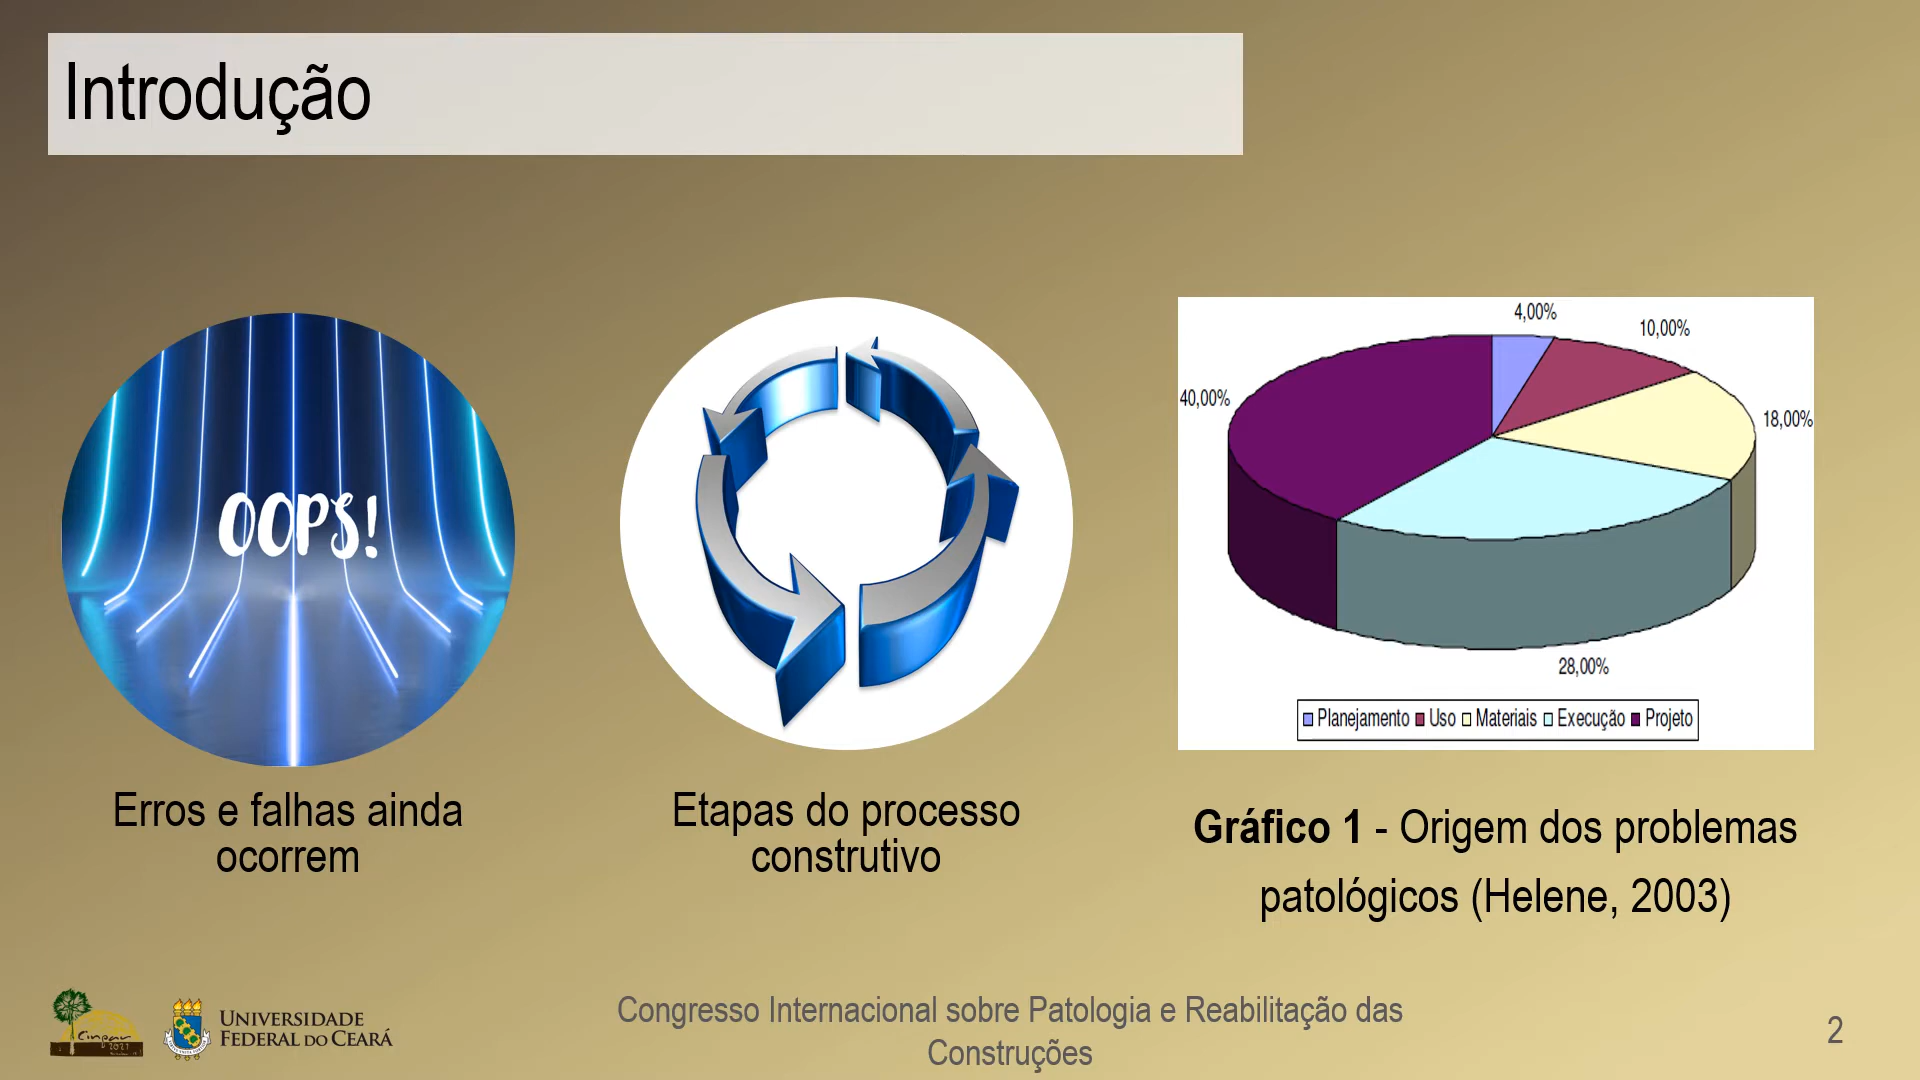 Introdução
OOPS!
Erros e falhas ainda
ocorrem
Etapas do processo
construtivo
4,00%
10,00%
40,00%
18,00%
28,00%
Planejamento Uso Materiais Execução Projeto
Gráfico 1 - Origem dos problemas
patológicos (Helene, 2003)
Cinpar
2021
UNIVERSIDADE
FEDERAL DO CEARÁ
Congresso Internacional sobre Patologia e Reabilitação das
Construções
2